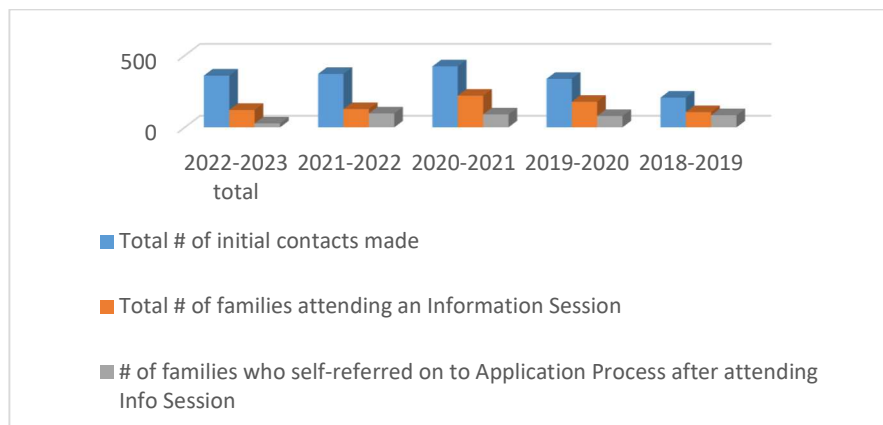 500
0
2022-2023 2021-2022 2020-2021 2019-2020 2018-2019
total
Total # of initial contacts made
Total # of families attending an Information Session
# of families who self-referred on to Application Process after attending
Info Session